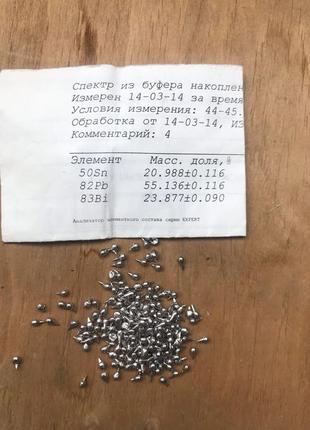 Спектр из буфера накоплен
Измерен 14-03-14 за время
Условия измерения: 44-45.
Обработка от 14-03-14, Из
Комментарий: 4
Элемент Масс. доля,%
50Sn 20.988±0.116
82Pb 55.136±0.116
83Bi 23.877±0.090
Анализатор элементного состава серии EXPERT